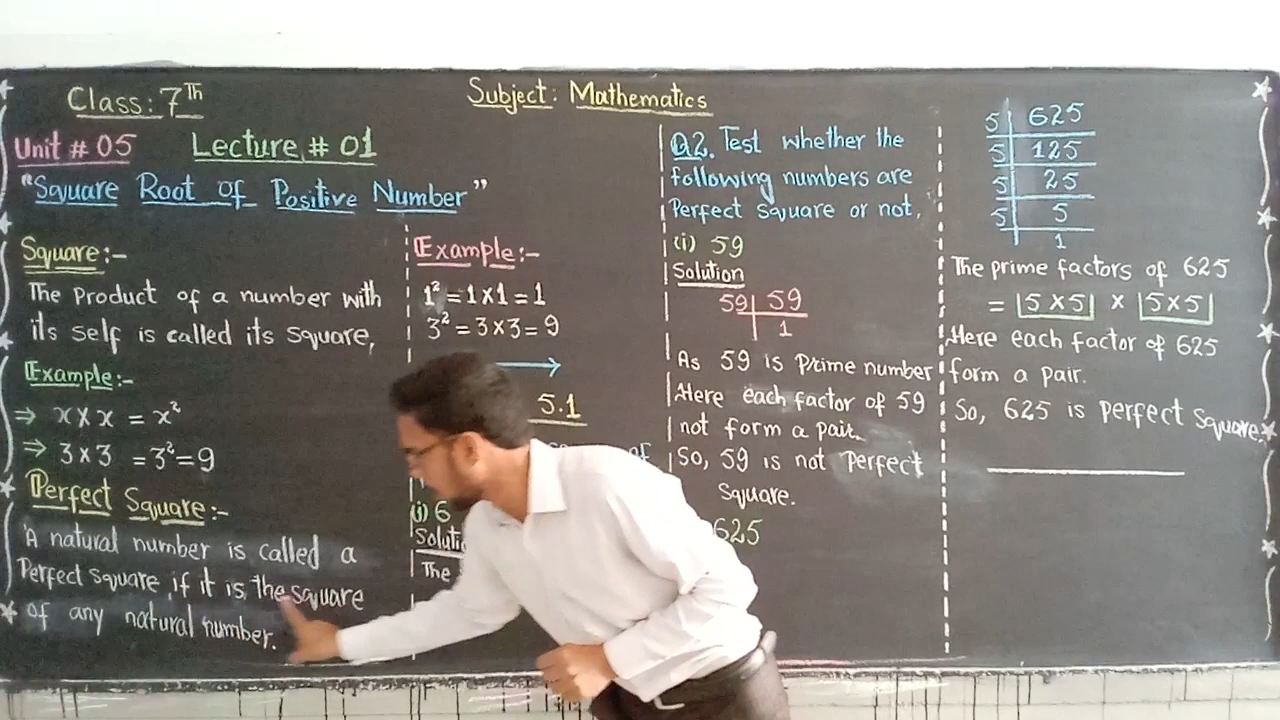 Class: 7Th
Subject: Mathematics
Unit # 05 Lecture # 01
"Square Root of Positive Number"
Square:-
The Product of a number with
its self is called its square,
Example:-
⇒ x × x = x²
⇒ 3 × 3 = 3² = 9
Perfect Square:-
A natural number is called a
Perfect square, if it is the square
of any natural number.
Example:-
1² = 1 × 1 = 1
3² = 3 × 3 = 9
→
5.1
of
(i) 6
The
Q2. Test whether the
following numbers are
Perfect square or not,
(i) 59
Solution
59 | 59
1
As 59 is Prime number
Here each factor of 59
not form a pair.
So, 59 is not Perfect
Square.
625
5 | 625
5 | 125
5 | 25
5 | 5
1
The prime factors of 625
= 5 × 5 × 5 × 5
Here each factor of 625
form a pair.
So, 625 is perfect square.